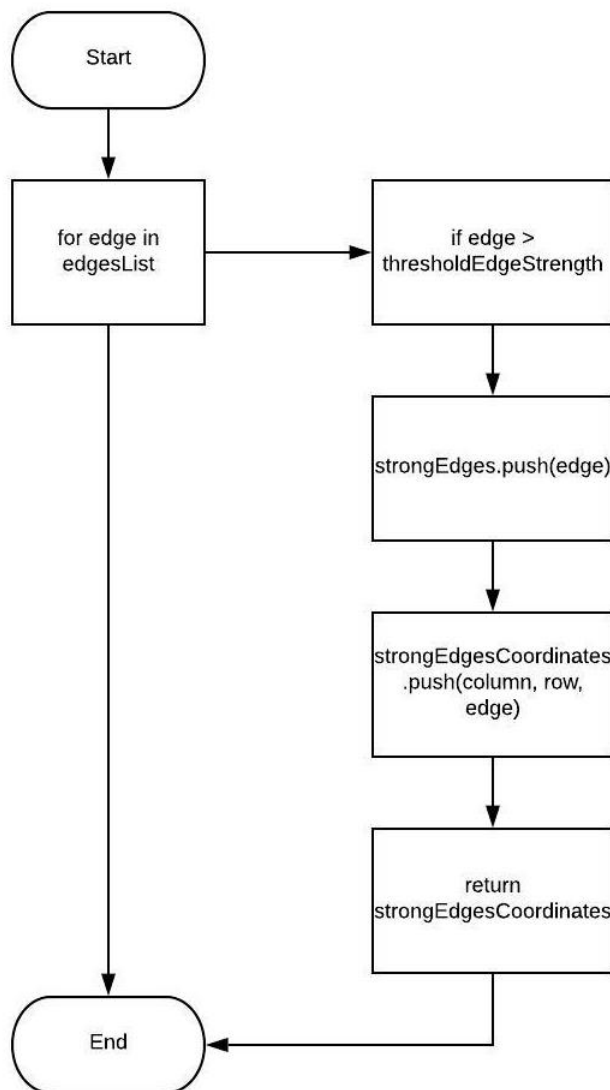 Start
for edge in
edgesList
if edge >
thresholdEdgeStrength
strongEdges.push(edge)
strongEdgesCoordinates
.push(column, row,
edge)
return
strongEdgesCoordinates
End